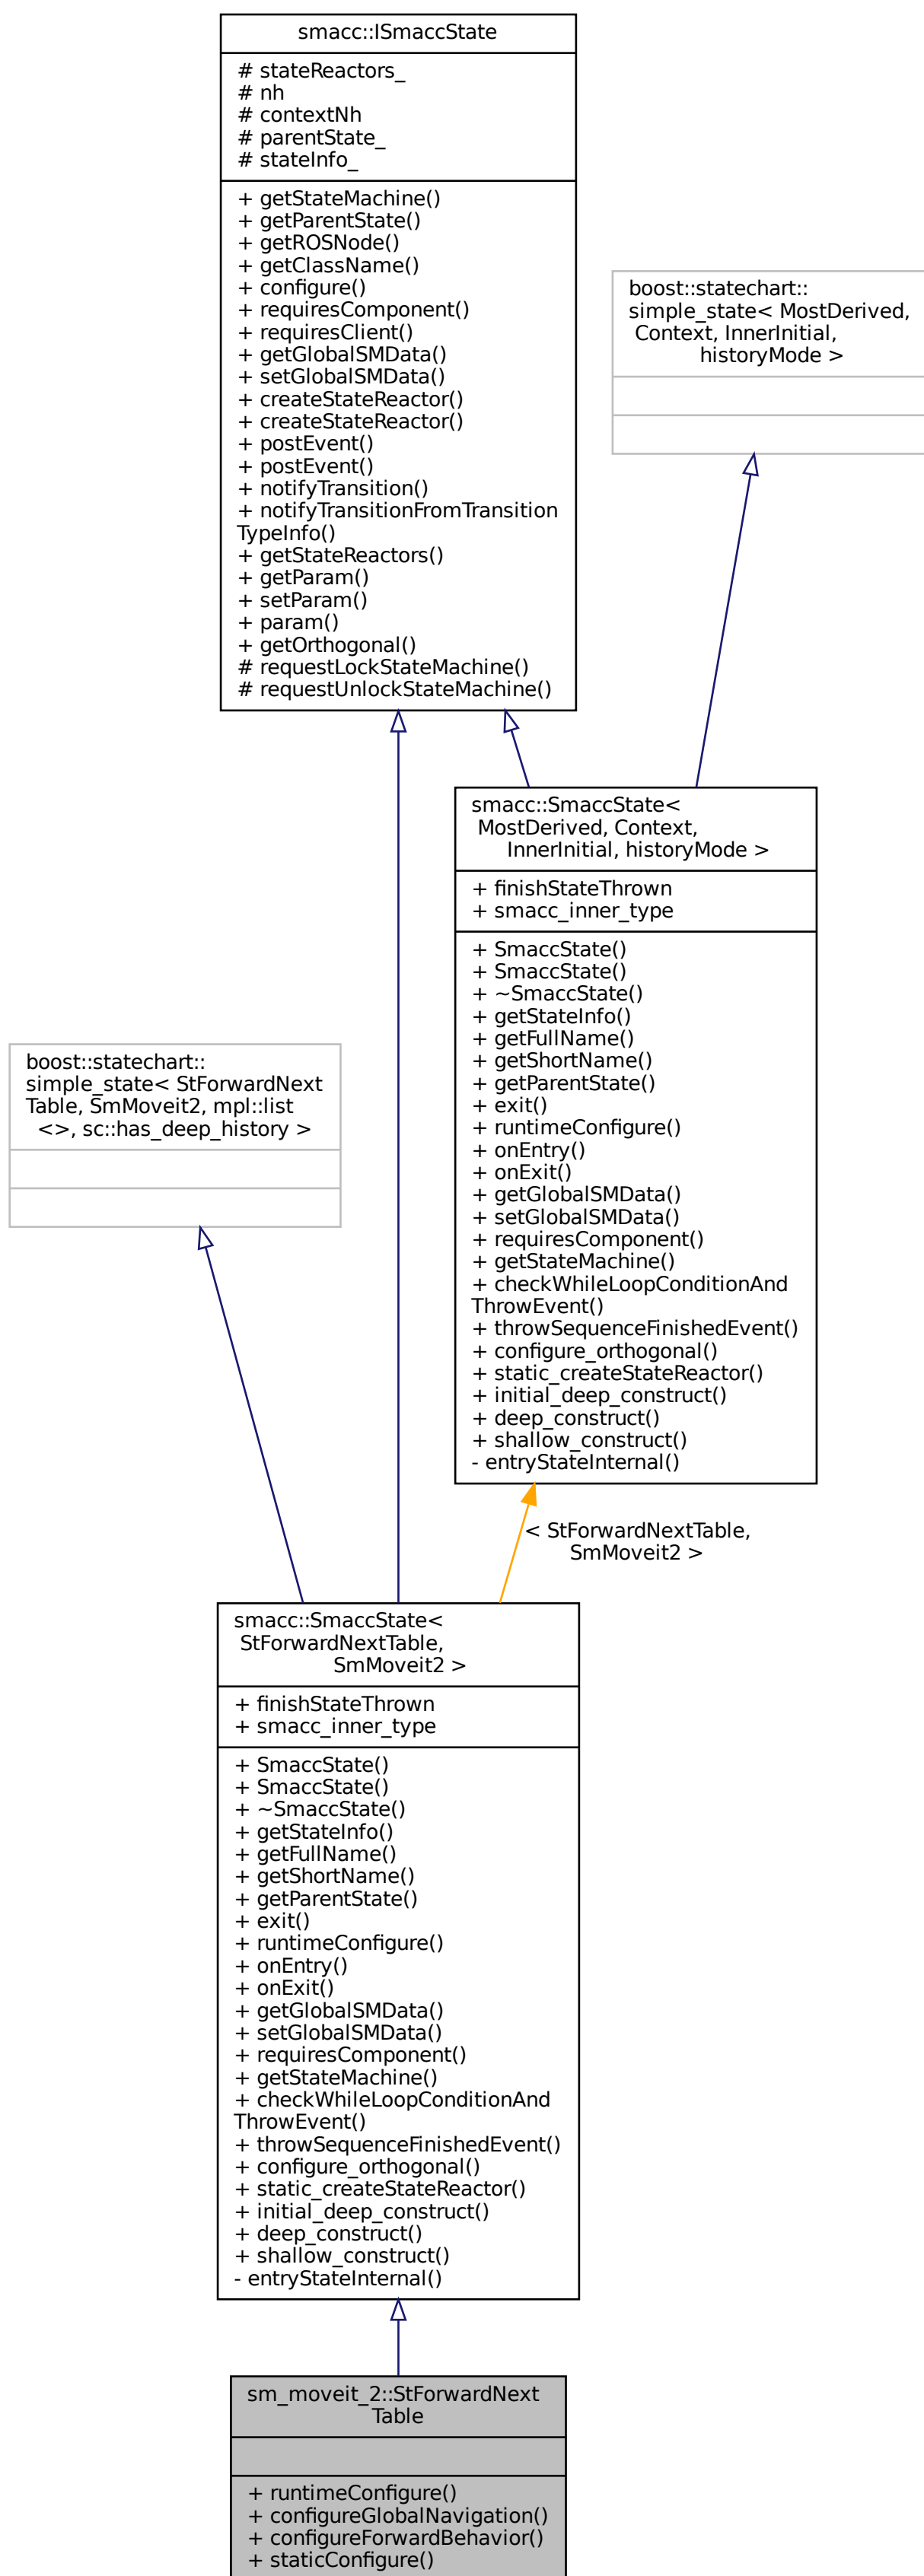 smacc::ISmaccState
# stateReactors_
# nh
# contextNh
# parentState_
# stateInfo_
+ getStateMachine()
+ getParentState()
+ getROSNode()
+ getClassName()
+ configure()
+ requiresComponent()
+ requiresClient()
+ getGlobalSMData()
+ setGlobalSMData()
+ createStateReactor()
+ createStateReactor()
+ postEvent()
+ postEvent()
+ notifyTransition()
+ notifyTransitionFromTransition
TypeInfo()
+ getStateReactors()
+ getParam()
+ setParam()
+ param()
+ getOrthogonal()
# requestLockStateMachine()
# requestUnlockStateMachine()
boost::statechart::
simple_state< MostDerived,
Context, InnerInitial,
historyMode >
smacc::SmaccState<
MostDerived, Context,
InnerInitial, historyMode >
+ finishStateThrown
+ smacc_inner_type
+ SmaccState()
+ SmaccState()
+ ~SmaccState()
+ getStateInfo()
+ getFullName()
+ getShortName()
+ getParentState()
+ exit()
+ runtimeConfigure()
+ onEntry()
+ onExit()
+ getGlobalSMData()
+ setGlobalSMData()
+ requiresComponent()
+ getStateMachine()
+ checkWhileLoopConditionAnd
ThrowEvent()
+ throwSequenceFinishedEvent()
+ configure_orthogonal()
+ static_createStateReactor()
+ initial_deep_construct()
+ deep_construct()
+ shallow_construct()
- entryStateInternal()
boost::statechart::
simple_state< StForwardNext
Table, SmMoveit2, mpl::list
<>, sc::has_deep_history >
< StForwardNextTable,
SmMoveit2 >
smacc::SmaccState<
StForwardNextTable,
SmMoveit2 >
+ finishStateThrown
+ smacc_inner_type
+ SmaccState()
+ SmaccState()
+ ~SmaccState()
+ getStateInfo()
+ getFullName()
+ getShortName()
+ getParentState()
+ exit()
+ runtimeConfigure()
+ onEntry()
+ onExit()
+ getGlobalSMData()
+ setGlobalSMData()
+ requiresComponent()
+ getStateMachine()
+ checkWhileLoopConditionAnd
ThrowEvent()
+ throwSequenceFinishedEvent()
+ configure_orthogonal()
+ static_createStateReactor()
+ initial_deep_construct()
+ deep_construct()
+ shallow_construct()
- entryStateInternal()
sm_moveit_2::StForwardNext
Table
+ runtimeConfigure()
+ configureGlobalNavigation()
+ configureForwardBehavior()
+ staticConfigure()